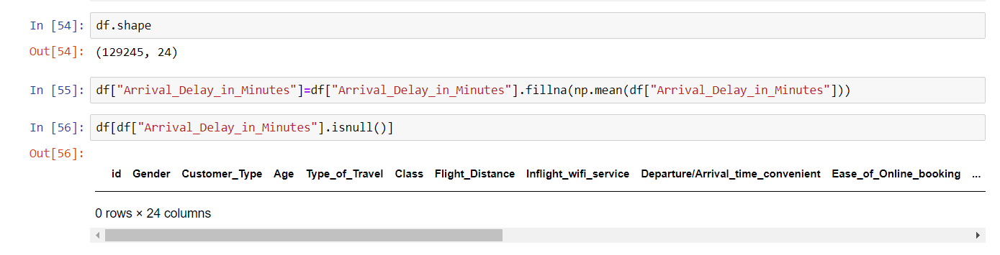 In [54]: df.shape
Out[54]: (129245, 24)
In [55]: df["Arrival_Delay_in_Minutes"]=df["Arrival_Delay_in_Minutes"].fillna(np.mean(df["Arrival_Delay_in_Minutes"]))
In [56]: df[df["Arrival_Delay_in_Minutes"].isnull()]
Out[56]:
id Gender Customer_Type Age Type_of_Travel Class Flight_Distance Inflight_wifi_service Departure/Arrival_time_convenient Ease_of_Online_booking ...
0 rows × 24 columns